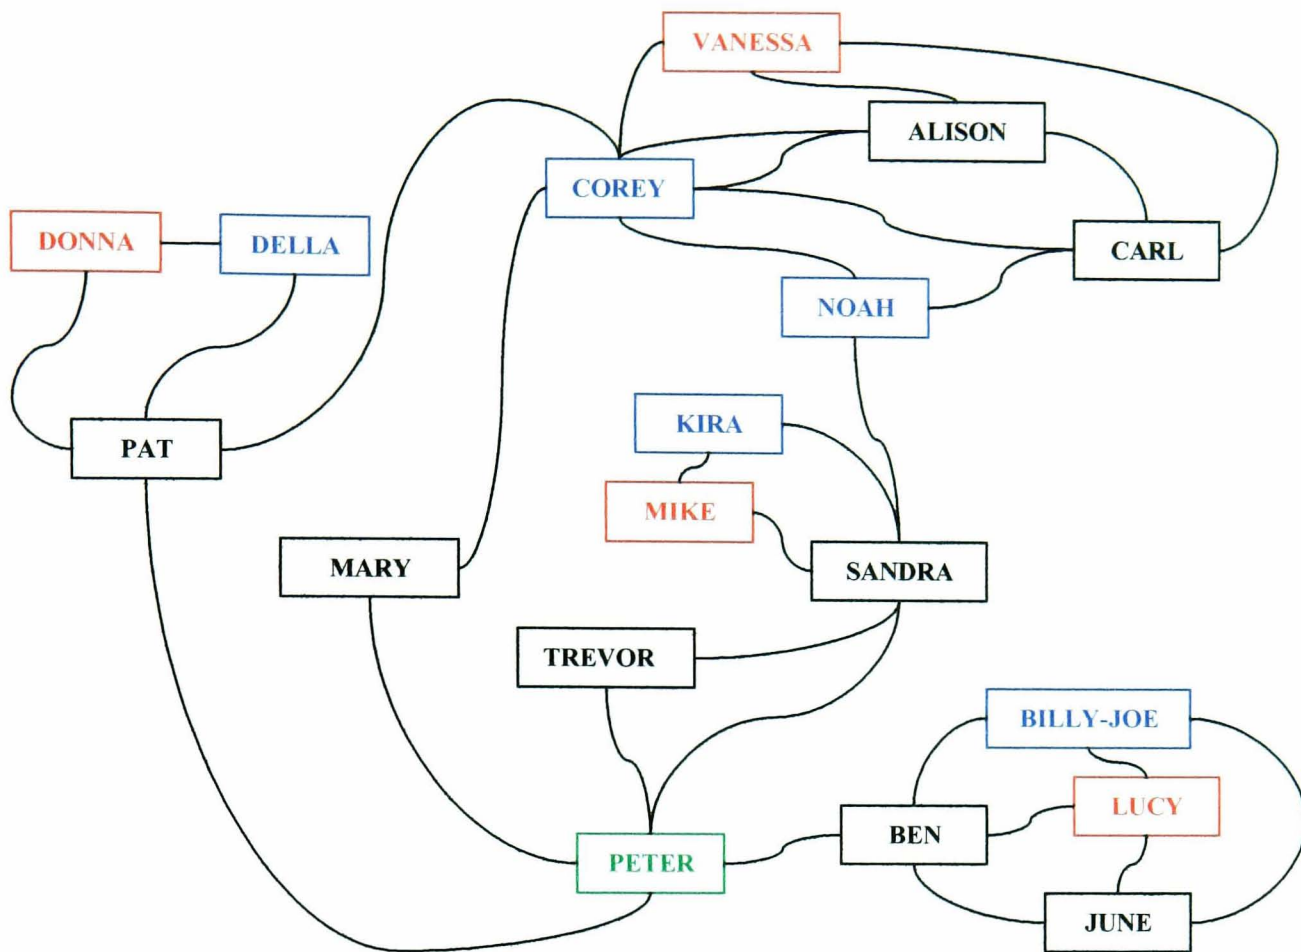 VANESSA
ALISON
COREY
DONNA
DELLA
CARL
NOAH
KIRA
PAT
MIKE
MARY
SANDRA
TREVOR
BILLY-JOE
LUCY
BEN
PETER
JUNE